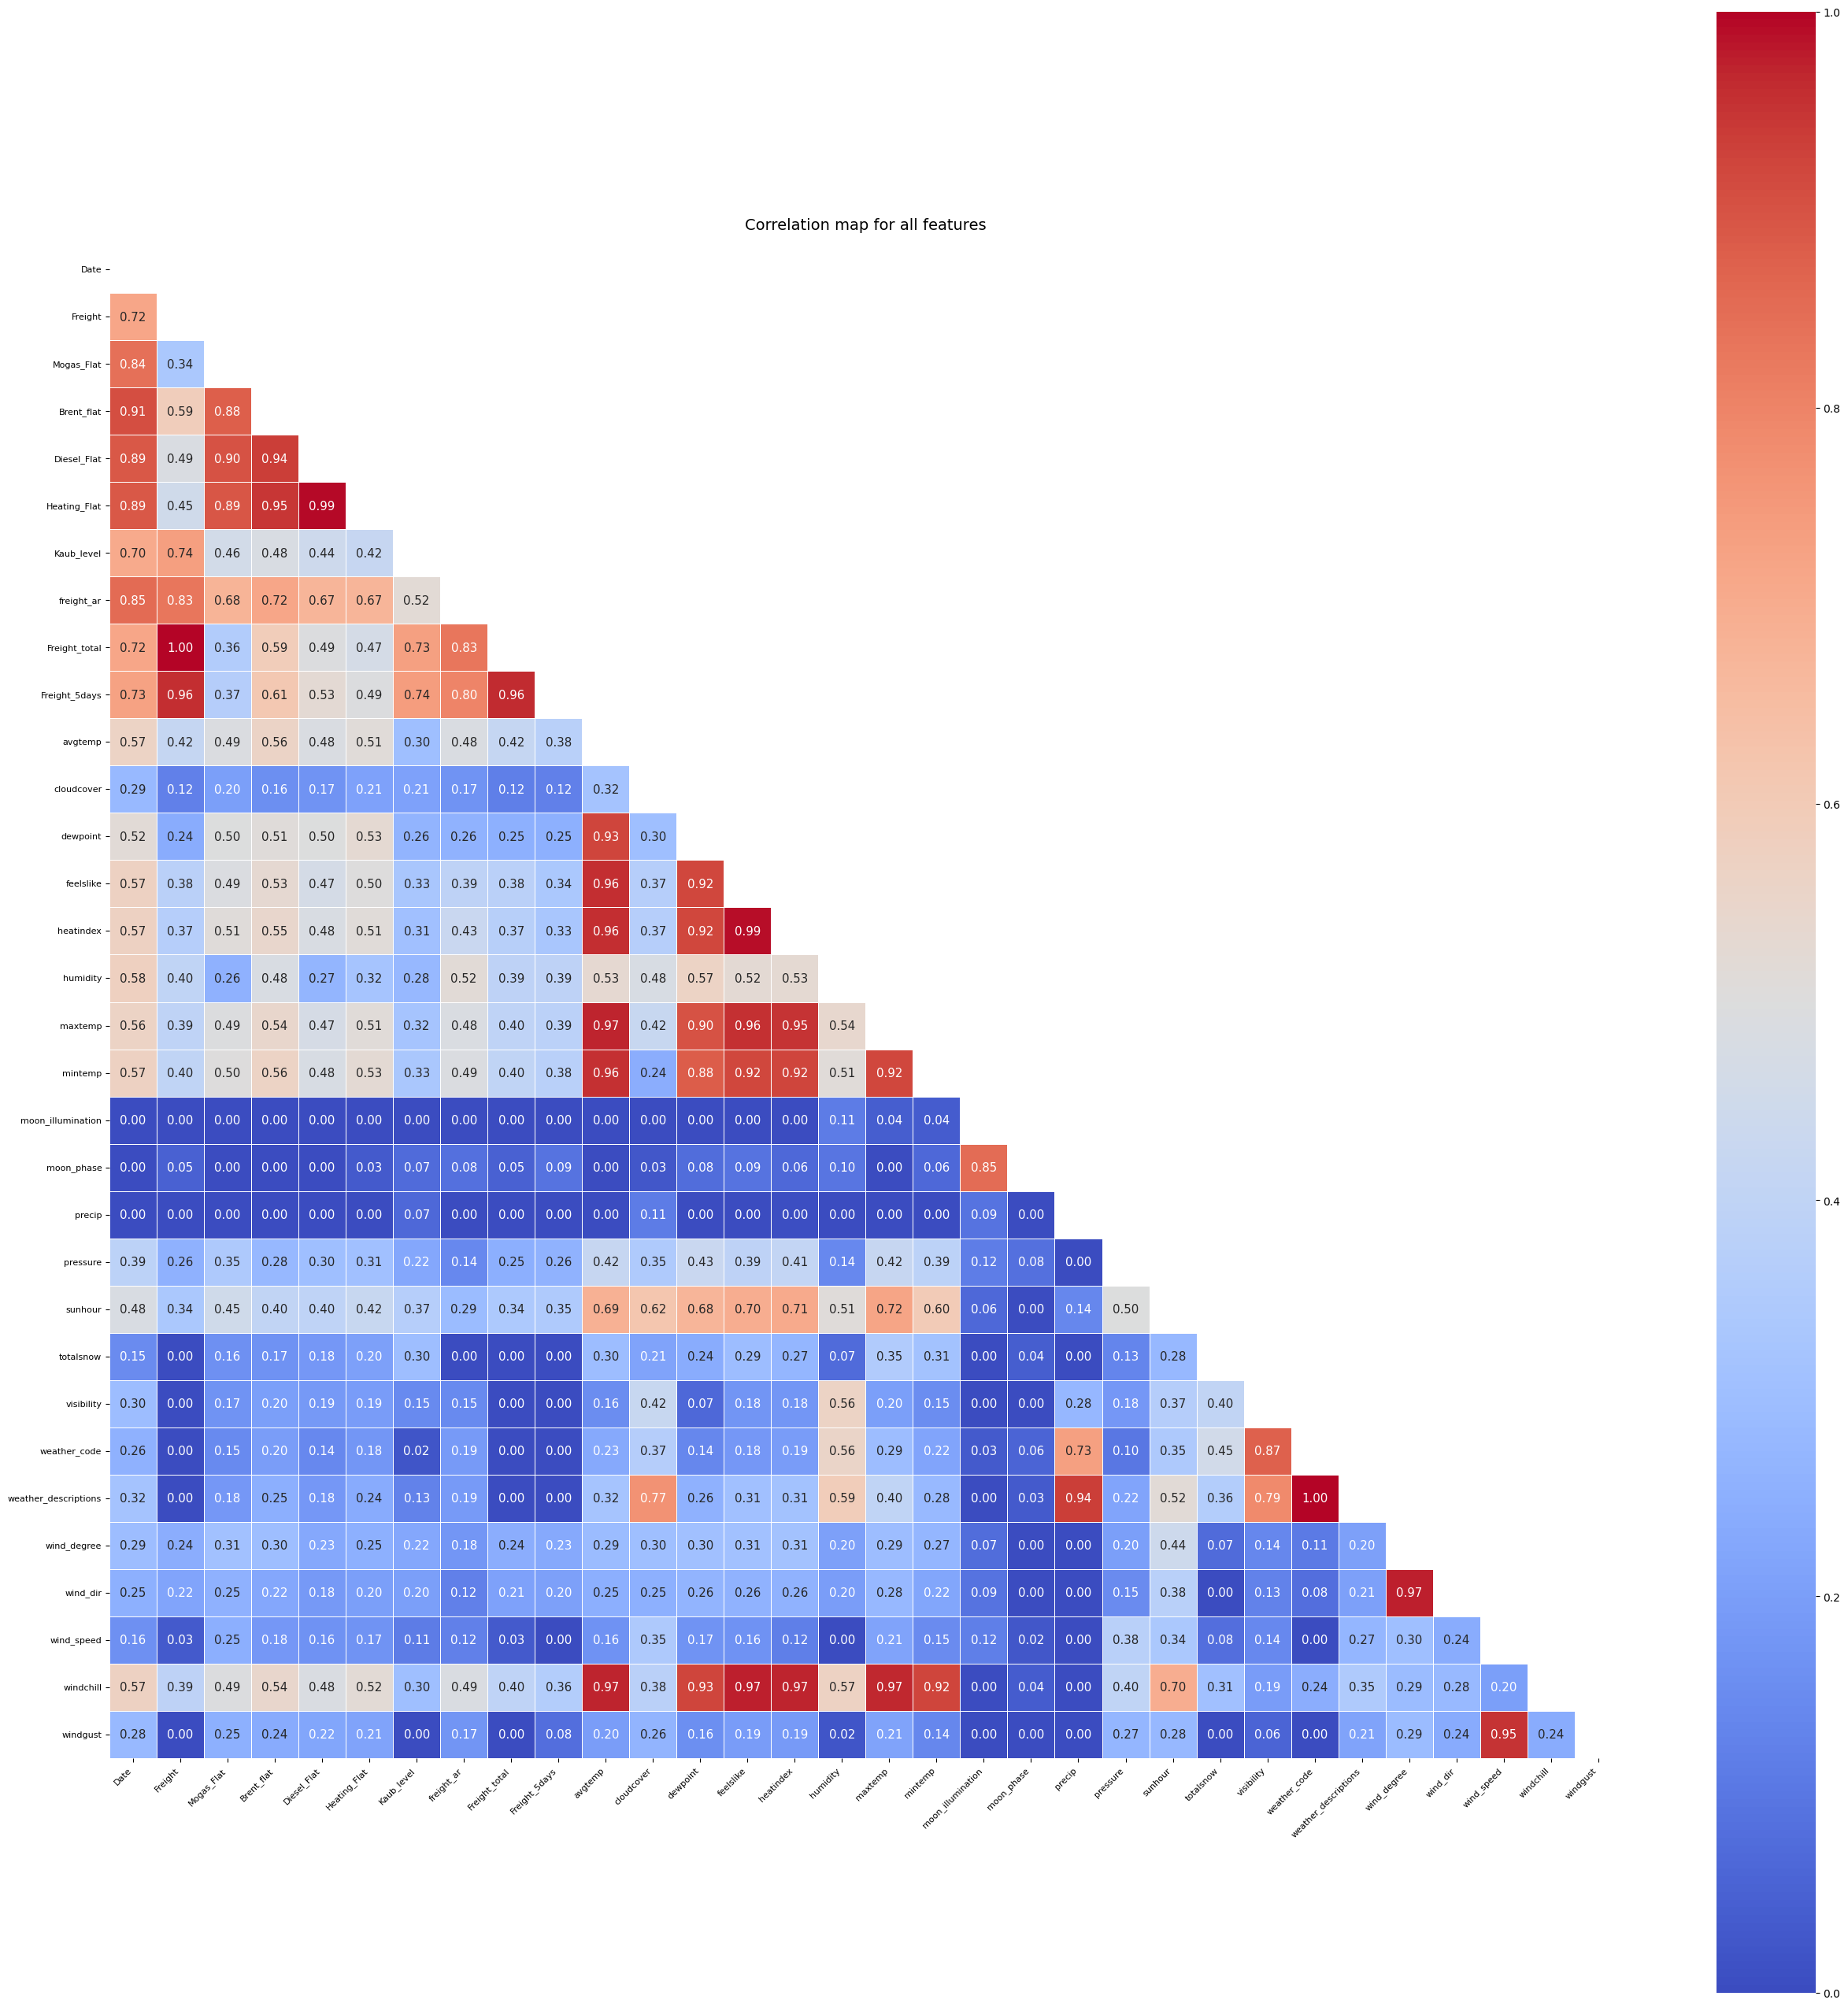 Correlation map for all features
1.0
Date
Freight 0.72
Mogas_Flat 0.84 0.34
Brent_flat 0.91 0.59 0.88
0.8
Diesel_Flat 0.89 0.49 0.90 0.94
Heating_Flat 0.89 0.45 0.89 0.95 0.99
Kaub_level 0.70 0.74 0.46 0.48 0.44 0.42
freight_ar 0.85 0.83 0.68 0.72 0.67 0.67 0.52
Freight_total 0.72 1.00 0.36 0.59 0.49 0.47 0.73 0.83
Freight_5days 0.73 0.96 0.37 0.61 0.53 0.49 0.74 0.80 0.96
avgtemp 0.57 0.42 0.49 0.56 0.48 0.51 0.30 0.48 0.42 0.38
cloudcover 0.29 0.12 0.20 0.16 0.17 0.21 0.21 0.17 0.12 0.12 0.32
0.6
dewpoint 0.52 0.24 0.50 0.51 0.50 0.53 0.26 0.26 0.25 0.25 0.93 0.30
feelslike 0.57 0.38 0.49 0.53 0.47 0.50 0.33 0.39 0.38 0.34 0.96 0.37 0.92
heatindex 0.57 0.37 0.51 0.55 0.48 0.51 0.31 0.43 0.37 0.33 0.96 0.37 0.92 0.99
humidity 0.58 0.40 0.26 0.48 0.27 0.32 0.28 0.52 0.39 0.39 0.53 0.48 0.57 0.52 0.53
maxtemp 0.56 0.39 0.49 0.54 0.47 0.51 0.32 0.48 0.40 0.39 0.97 0.42 0.90 0.96 0.95 0.54
mintemp 0.57 0.40 0.50 0.56 0.48 0.53 0.33 0.49 0.40 0.38 0.96 0.24 0.88 0.92 0.92 0.51 0.92
moon_illumination 0.00 0.00 0.00 0.00 0.00 0.00 0.00 0.00 0.00 0.00 0.00 0.00 0.00 0.00 0.00 0.11 0.04 0.04
moon_phase 0.00 0.05 0.00 0.00 0.00 0.03 0.07 0.08 0.05 0.09 0.00 0.03 0.08 0.09 0.06 0.10 0.00 0.06 0.85
0.4
precip 0.00 0.00 0.00 0.00 0.00 0.00 0.07 0.00 0.00 0.00 0.00 0.11 0.00 0.00 0.00 0.00 0.00 0.00 0.09 0.00
pressure 0.39 0.26 0.35 0.28 0.30 0.31 0.22 0.14 0.25 0.26 0.42 0.35 0.43 0.39 0.41 0.14 0.42 0.39 0.12 0.08 0.00
sunhour 0.48 0.34 0.45 0.40 0.40 0.42 0.37 0.29 0.34 0.35 0.69 0.62 0.68 0.70 0.71 0.51 0.72 0.60 0.06 0.00 0.14 0.50
totalsnow 0.15 0.00 0.16 0.17 0.18 0.20 0.30 0.00 0.00 0.00 0.30 0.21 0.24 0.29 0.27 0.07 0.35 0.31 0.00 0.04 0.00 0.13 0.28
visibility 0.30 0.00 0.17 0.20 0.19 0.19 0.15 0.15 0.00 0.00 0.16 0.42 0.07 0.18 0.18 0.56 0.20 0.15 0.00 0.00 0.28 0.18 0.37 0.40
weather_code 0.26 0.00 0.15 0.20 0.14 0.18 0.02 0.19 0.00 0.00 0.23 0.37 0.14 0.18 0.19 0.56 0.29 0.22 0.03 0.06 0.73 0.10 0.35 0.45 0.87
weather_descriptions 0.32 0.00 0.18 0.25 0.18 0.24 0.13 0.19 0.00 0.00 0.32 0.77 0.26 0.31 0.31 0.59 0.40 0.28 0.00 0.03 0.94 0.22 0.52 0.36 0.79 1.00
wind_degree 0.29 0.24 0.31 0.30 0.23 0.25 0.22 0.18 0.24 0.23 0.29 0.30 0.30 0.31 0.31 0.20 0.29 0.27 0.07 0.00 0.00 0.20 0.44 0.07 0.14 0.11 0.20
0.2
wind_dir 0.25 0.22 0.25 0.22 0.18 0.20 0.20 0.12 0.21 0.20 0.25 0.25 0.26 0.26 0.26 0.20 0.28 0.22 0.09 0.00 0.00 0.15 0.38 0.00 0.13 0.08 0.21 0.97
wind_speed 0.16 0.03 0.25 0.18 0.16 0.17 0.11 0.12 0.03 0.00 0.16 0.35 0.17 0.16 0.12 0.00 0.21 0.15 0.12 0.02 0.00 0.38 0.34 0.08 0.14 0.00 0.27 0.30 0.24
windchill 0.57 0.39 0.49 0.54 0.48 0.52 0.30 0.49 0.40 0.36 0.97 0.38 0.93 0.97 0.97 0.57 0.97 0.92 0.00 0.04 0.00 0.40 0.70 0.31 0.19 0.24 0.35 0.29 0.28 0.20
windgust 0.28 0.00 0.25 0.24 0.22 0.21 0.00 0.17 0.00 0.08 0.20 0.26 0.16 0.19 0.19 0.02 0.21 0.14 0.00 0.00 0.00 0.27 0.28 0.00 0.06 0.00 0.21 0.29 0.24 0.95 0.24
Date Freight Mogas_Flat Brent_flat Diesel_Flat Heating_Flat Kaub_level freight_ar Freight_total Freight_5days avgtemp cloudcover dewpoint feelslike heatindex humidity maxtemp mintemp moon_illumination moon_phase precip pressure sunhour totalsnow visibility weather_code weather_descriptions wind_degree wind_dir wind_speed windchill windgust
0.0